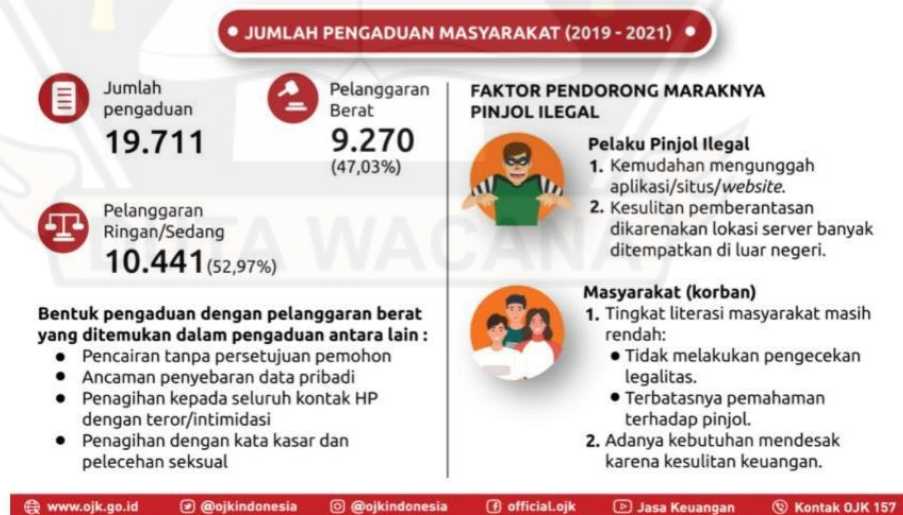 JUMLAH PENGADUAN MASYARAKAT (2019 - 2021)
Jumlah
pengaduan
19.711
Pelanggaran
Berat
9.270
(47,03%)
Pelanggaran
Ringan/Sedang
10.441 (52,97%)
Bentuk pengaduan dengan pelanggaran berat
yang ditemukan dalam pengaduan antara lain :
● Pencairan tanpa persetujuan pemohon
● Ancaman penyebaran data pribadi
● Penagihan kepada seluruh kontak HP
dengan teror/intimidasi
● Penagihan dengan kata kasar dan
pelecehan seksual
FAKTOR PENDORONG MARAKNYA
PINJOL ILEGAL
Pelaku Pinjol Ilegal
1. Kemudahan mengunggah
aplikasi/situs/website.
2. Kesulitan pemberantasan
dikarenakan lokasi server banyak
ditempatkan di luar negeri.
Masyarakat (korban)
1. Tingkat literasi masyarakat masih
rendah:
● Tidak melakukan pengecekan
legalitas.
● Terbatasnya pemahaman
terhadap pinjol.
2. Adanya kebutuhan mendesak
karena kesulitan keuangan.
www.ojk.go.id @ojkindonesia @ojkindonesia official.ojk Jasa Keuangan Kontak OJK 157
WACANA